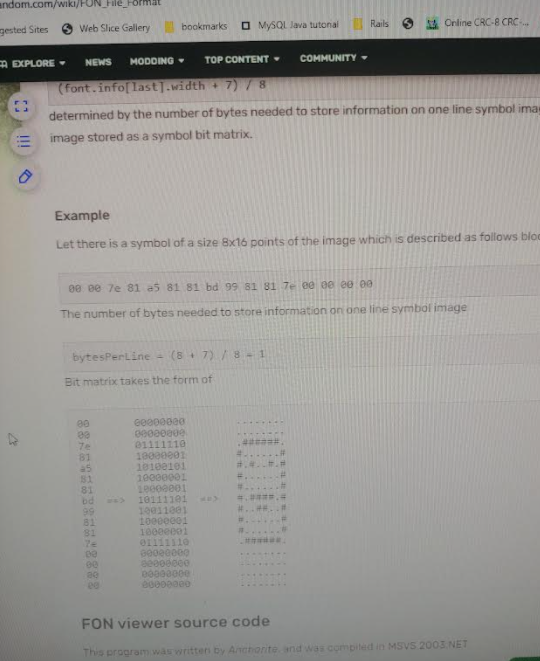 andom.com/wiki/FON_File_Format
gested Sites Web Slice Gallery bookmarks MySQL Java tutorial Rails Online CRC-8 CRC-...
EXPLORE NEWS MODDING TOP CONTENT COMMUNITY
(font.info[last].width + 7) / 8
determined by the number of bytes needed to store information on one line symbol
image stored as a symbol bit matrix.
Example
Let there is a symbol of a size 8x16 points of the image which is described as follows
00 00 7e 81 a5 81 81 bd 99 81 81 7e 00 00 00 00
The number of bytes needed to store information on one line symbol image
bytesPerLine = (8 + 7) / 8 = 1
Bit matrix takes the form of
00 00000000 ........
00 00000000 ........
7e 01111110 .######.
81 10000001 #......#
a5 10100101 #.#..#.#
81 10000001 #......#
81 10000001 #......#
bd ==> 10111101 ==> #.####.#
99 10011001 #..##..#
81 10000001 #......#
81 10000001 #......#
7e 01111110 .######.
00 00000000 ........
00 00000000 ........
00 00000000 ........
00 00000000 ........
FON viewer source code
This program was written by Anchorite, and was compiled in MSVS 2003.NET